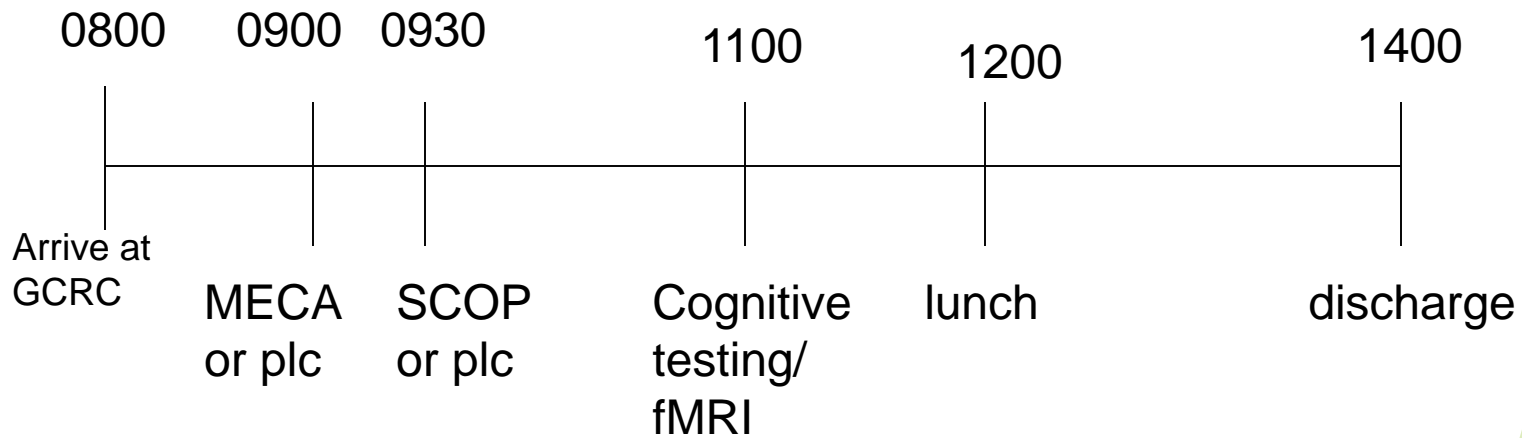 0800 0900 0930 1100 1200 1400
Arrive at
GCRC
MECA
or plc
SCOP
or plc
Cognitive
testing/
fMRI
lunch
discharge